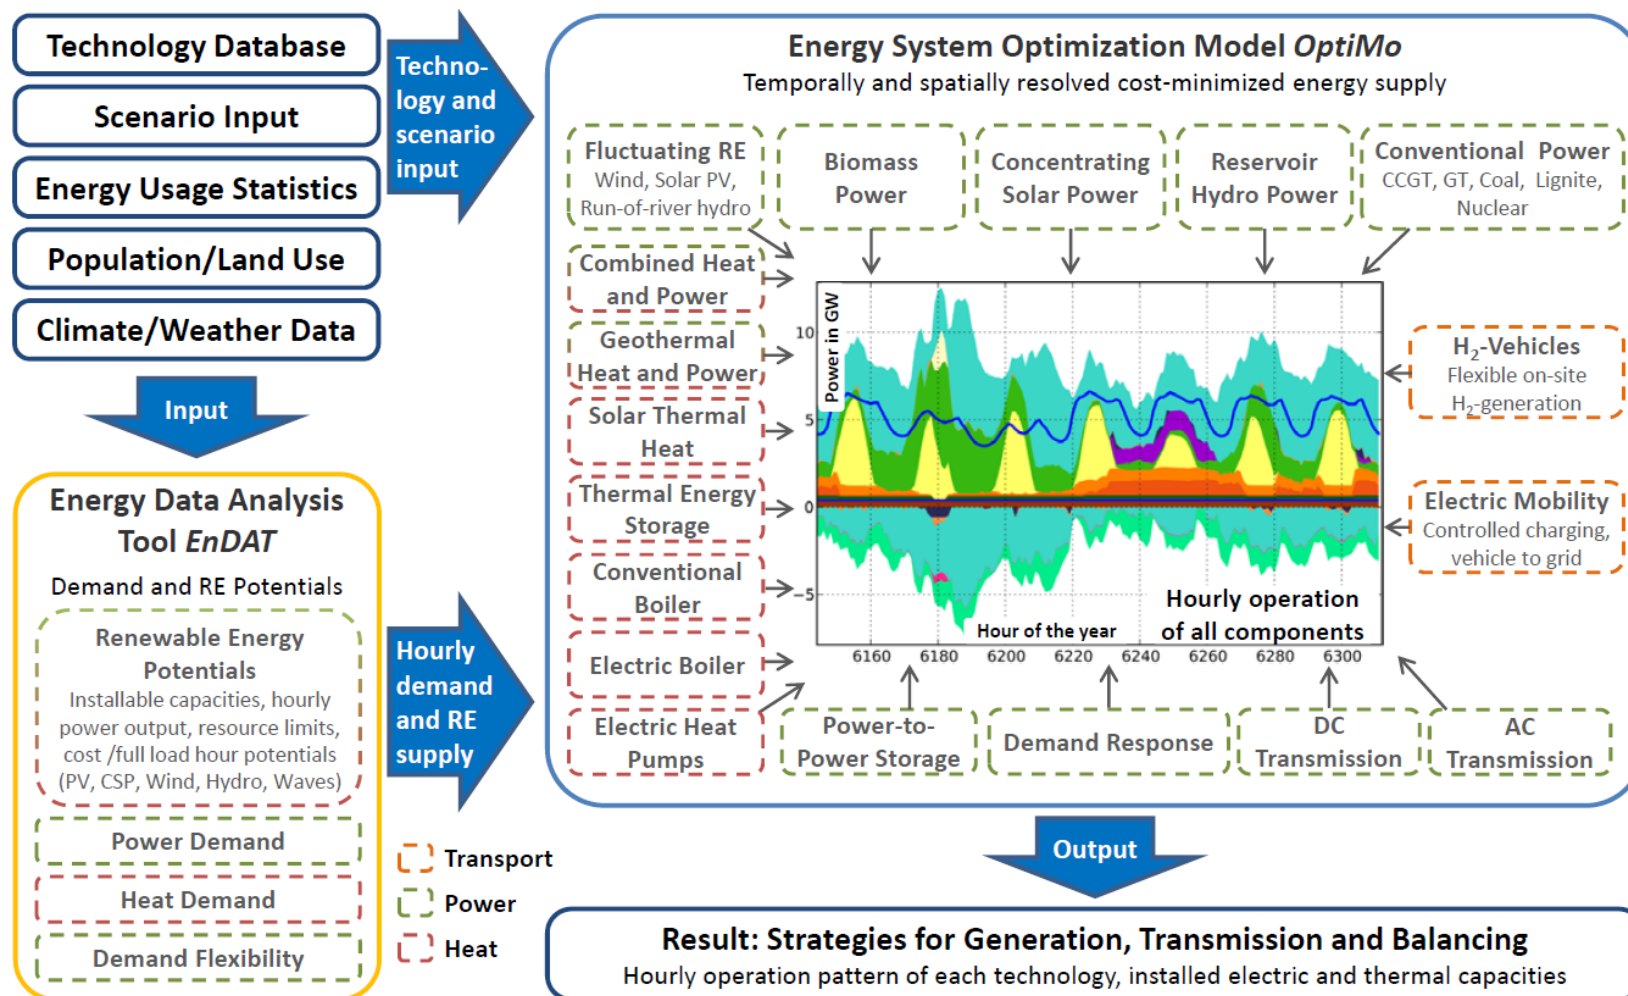 Technology Database
Scenario Input
Energy Usage Statistics
Population/Land Use
Climate/Weather Data
Techno-
logy and
scenario
input
Input
Energy Data Analysis
Tool EnDAT
Demand and RE Potentials
Renewable Energy
Potentials
Installable capacities, hourly
power output, resource limits,
cost /full load hour potentials
(PV, CSP, Wind, Hydro, Waves)
Power Demand
Heat Demand
Demand Flexibility
Hourly
demand
and RE
supply
Transport
Power
Heat
Energy System Optimization Model OptiMo
Temporally and spatially resolved cost-minimized energy supply
Fluctuating RE
Wind, Solar PV,
Run-of-river hydro
Biomass
Power
Concentrating
Solar Power
Reservoir
Hydro Power
Conventional Power
CCGT, GT, Coal, Lignite,
Nuclear
Combined Heat
and Power
Geothermal
Heat and Power
Solar Thermal
Heat
Thermal Energy
Storage
Conventional
Boiler
Electric Boiler
Electric Heat
Pumps
Power in GW
10
5
0
−5
Hour of the year
Hourly operation
of all components
6160 6180 6200 6220 6240 6260 6280 6300
H₂-Vehicles
Flexible on-site
H₂-generation
Electric Mobility
Controlled charging,
vehicle to grid
Power-to-
Power Storage
Demand Response
DC
Transmission
AC
Transmission
Output
Result: Strategies for Generation, Transmission and Balancing
Hourly operation pattern of each technology, installed electric and thermal capacities